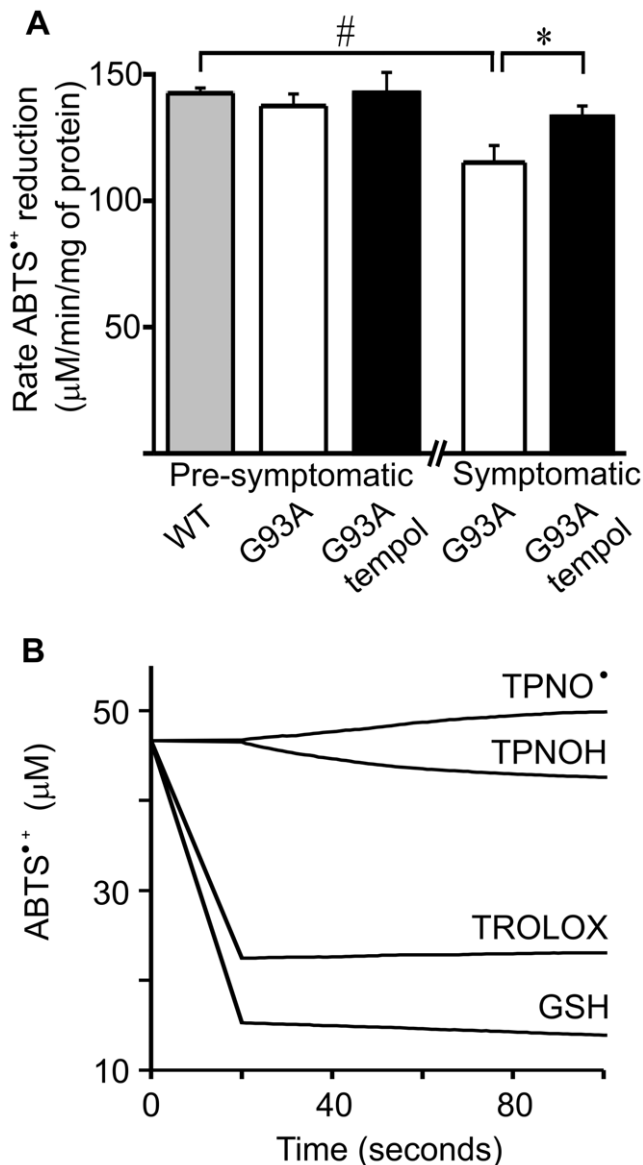 A
#
*
150
100
50
Rate ABTS•+ reduction
(μM/min/mg of protein)
Pre-symptomatic
Symptomatic
WT
G93A
G93A
tempol
G93A
G93A
tempol
B
50
30
10
ABTS•+ (μM)
TPNO•
TPNOH
TROLOX
GSH
0
40
80
Time (seconds)